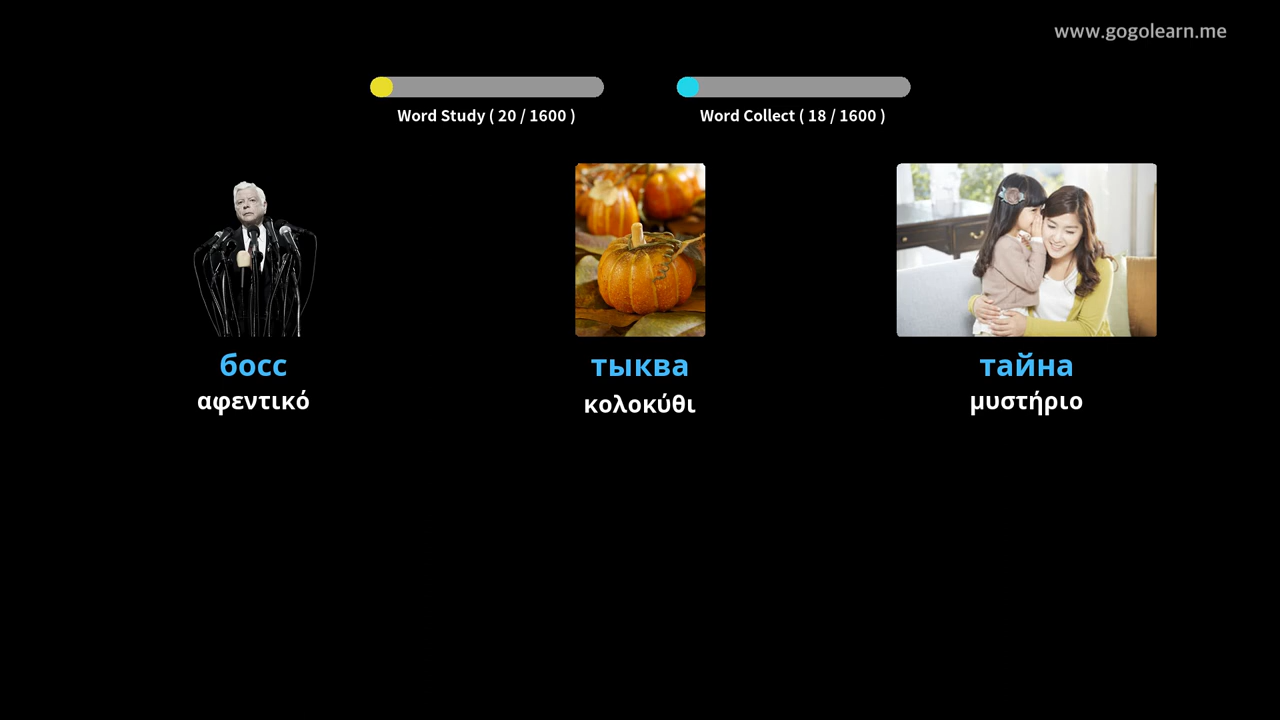 www.gogolearn.me
Word Study ( 20 / 1600 )
Word Collect ( 18 / 1600 )
босс
αφεντικό
тыква
κολοκύθι
тайна
μυστήριο